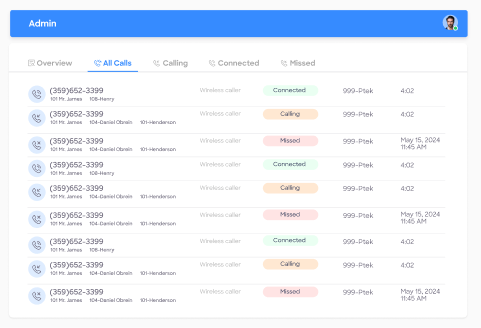 Admin
Overview All Calls Calling Connected Missed
(359)652-3399 Wireless caller Connected 999-Ptek 4:02
101 Mr. James 108-Henry
(359)652-3399 Wireless caller Calling 999-Ptek 4:02
101 Mr. James 104-Daniel Obrein 101-Henderson
(359)652-3399 Wireless caller Missed 999-Ptek May 15, 2024
101 Mr. James 104-Daniel Obrein 101-Henderson 11:45 AM
(359)652-3399 Wireless caller Connected 999-Ptek 4:02
101 Mr. James 108-Henry
(359)652-3399 Wireless caller Calling 999-Ptek 4:02
101 Mr. James 104-Daniel Obrein 101-Henderson
(359)652-3399 Wireless caller Missed 999-Ptek May 15, 2024
101 Mr. James 104-Daniel Obrein 101-Henderson 11:45 AM
(359)652-3399 Wireless caller Connected 999-Ptek 4:02
101 Mr. James 108-Henry
(359)652-3399 Wireless caller Calling 999-Ptek 4:02
101 Mr. James 104-Daniel Obrein 101-Henderson
(359)652-3399 Wireless caller Missed 999-Ptek May 15, 2024
101 Mr. James 104-Daniel Obrein 101-Henderson 11:45 AM